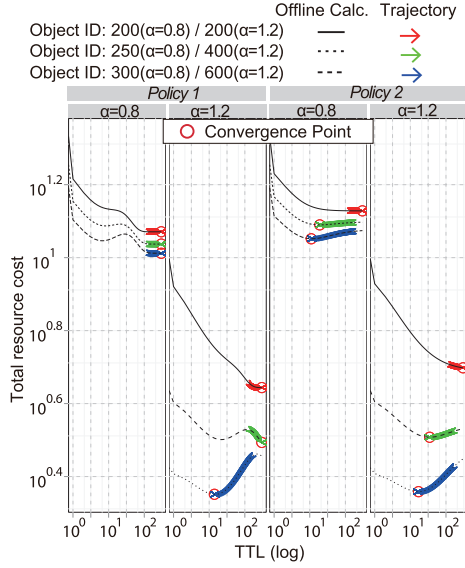 Offline Calc. Trajectory
Object ID: 200(α=0.8) / 200(α=1.2)
Object ID: 250(α=0.8) / 400(α=1.2)
Object ID: 300(α=0.8) / 600(α=1.2)
Policy 1 Policy 2
α=0.8 α=1.2 α=0.8 α=1.2
Convergence Point
Total resource cost
10^1.2
10^1
10^0.8
10^0.6
10^0.4
10^0 10^1 10^2 10^0 10^1 10^2 10^0 10^1 10^2 10^0 10^1 10^2
TTL (log)